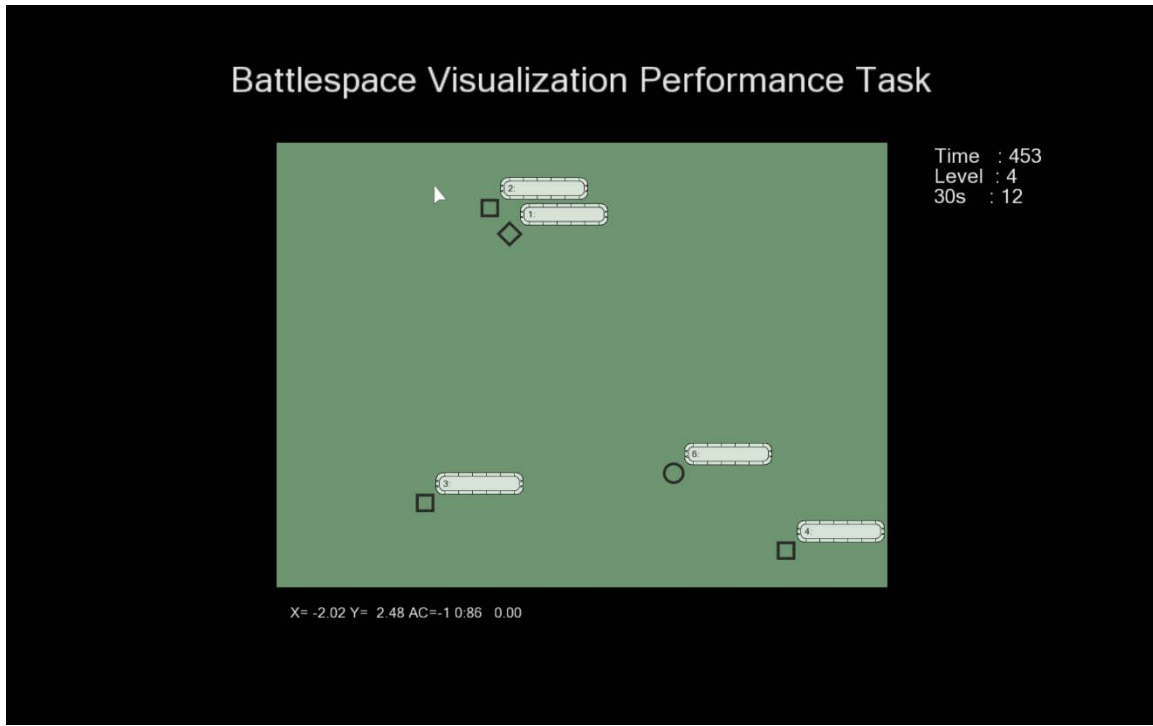 Battlespace Visualization Performance Task
Time : 453
Level : 4
30s : 12
2:
1:
6:
3:
4:
X= -2.02 Y= 2.48 AC=-1 0:86 0.00